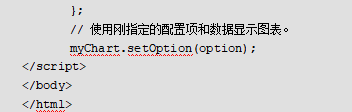 };
// 使用刚指定的配置项和数据显示图表。
myChart.setOption(option);
</script>
</body>
</html>